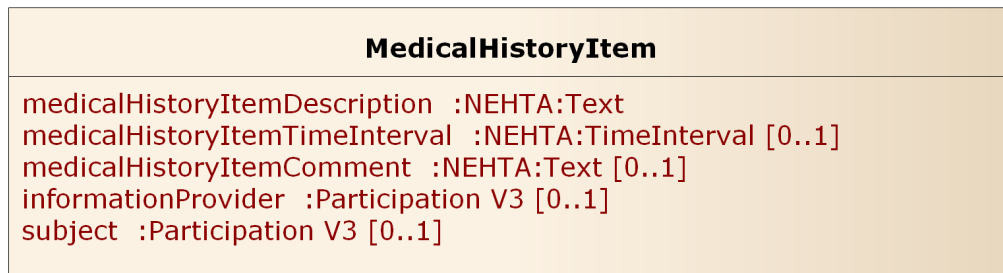 MedicalHistoryItem
medicalHistoryItemDescription :NEHTA:Text
medicalHistoryItemTimeInterval :NEHTA:TimeInterval [0..1]
medicalHistoryItemComment :NEHTA:Text [0..1]
informationProvider :Participation V3 [0..1]
subject :Participation V3 [0..1]